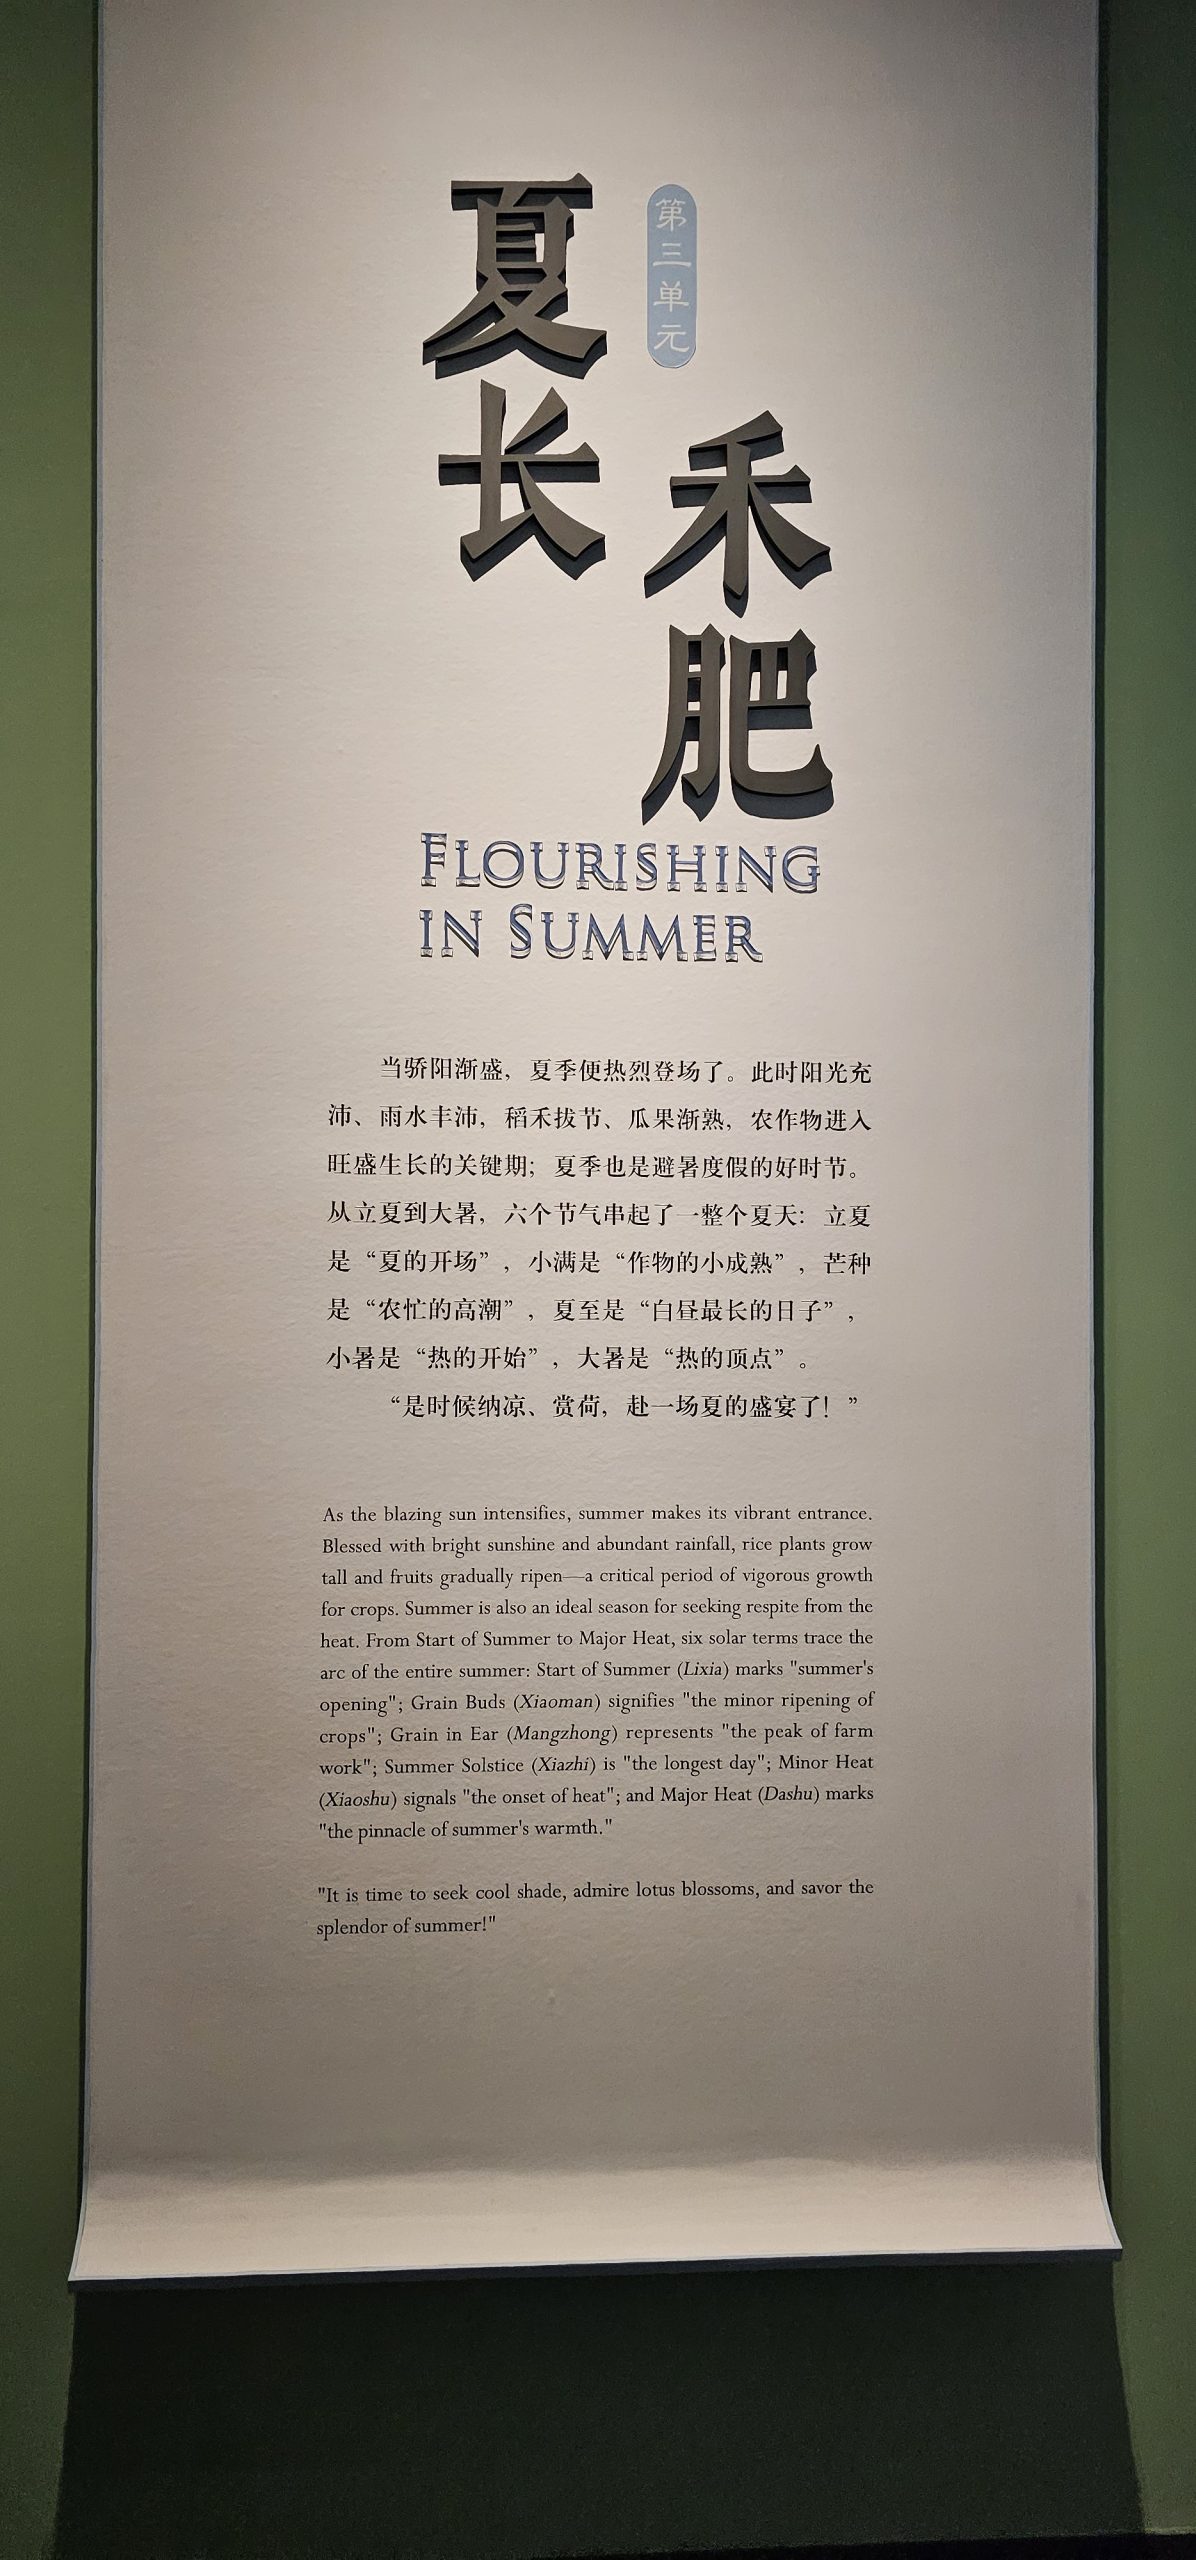 第三单元
夏长
禾肥
FLOURISHING
IN SUMMER
当骄阳渐盛，夏季便热烈登场了。此时阳光充
沛、雨水丰沛，稻禾拔节、瓜果渐熟，农作物进入
旺盛生长的关键期；夏季也是避暑度假的好时节。
从立夏到大暑，六个节气串起了一整个夏天：立夏
是“夏的开场”，小满是“作物的小成熟”，芒种
是“农忙的高潮”，夏至是“白昼最长的日子”，
小暑是“热的开始”，大暑是“热的顶点”。
“是时候纳凉、赏荷，赴一场夏的盛宴了！”
As the blazing sun intensifies, summer makes its vibrant entrance.
Blessed with bright sunshine and abundant rainfall, rice plants grow
tall and fruits gradually ripen—a critical period of vigorous growth
for crops. Summer is also an ideal season for seeking respite from the
heat. From Start of Summer to Major Heat, six solar terms trace the
arc of the entire summer: Start of Summer (Lixia) marks "summer's
opening"; Grain Buds (Xiaoman) signifies "the minor ripening of
crops"; Grain in Ear (Mangzhong) represents "the peak of farm
work"; Summer Solstice (Xiazhi) is "the longest day"; Minor Heat
(Xiaoshu) signals "the onset of heat"; and Major Heat (Dashu) marks
"the pinnacle of summer's warmth."
"It is time to seek cool shade, admire lotus blossoms, and savor the
splendor of summer!"